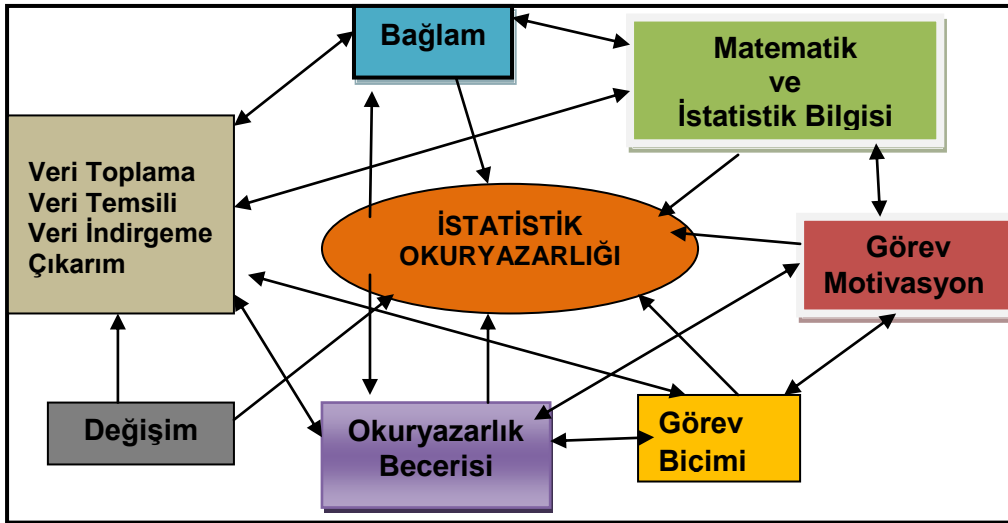 Bağlam
Matematik
ve
İstatistik Bilgisi
Veri Toplama
Veri Temsili
Veri İndirgeme
Çıkarım
İSTATİSTİK
OKURYAZARLIĞI
Görev
Motivasyon
Değişim
Okuryazarlık
Becerisi
Görev
Bicimi